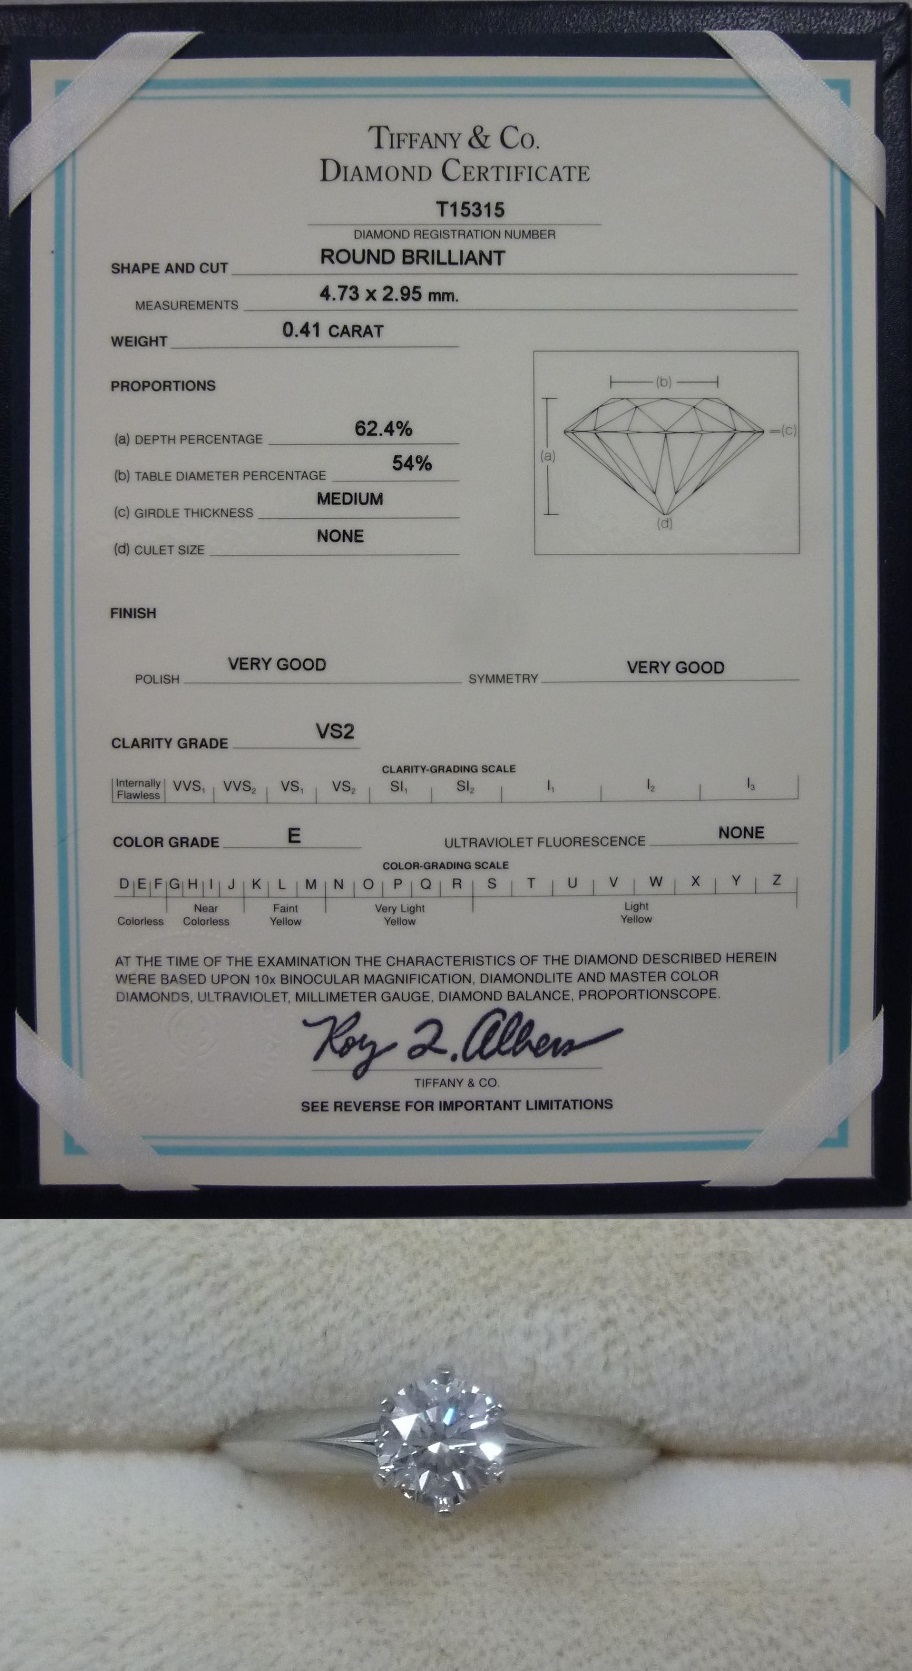 TIFFANY & CO.
DIAMOND CERTIFICATE
T15315
DIAMOND REGISTRATION NUMBER
SHAPE AND CUT ROUND BRILLIANT
MEASUREMENTS 4.73 x 2.95 mm.
WEIGHT 0.41 CARAT
PROPORTIONS
(b)
(a) DEPTH PERCENTAGE 62.4%
(c)
(a)
(b) TABLE DIAMETER PERCENTAGE 54%
(c) GIRDLE THICKNESS MEDIUM
(d)
(d) CULET SIZE NONE
FINISH
POLISH VERY GOOD SYMMETRY VERY GOOD
CLARITY GRADE VS2
CLARITY-GRADING SCALE
Internally Flawless VVS₁ VVS₂ VS₁ VS₂ SI₁ SI₂ I₁ I₂ I₃
COLOR GRADE E ULTRAVIOLET FLUORESCENCE NONE
COLOR-GRADING SCALE
D E F G H I J K L M N O P Q R S T U V W X Y Z
Colorless Near Colorless Faint Yellow Very Light Yellow Light Yellow
AT THE TIME OF THE EXAMINATION THE CHARACTERISTICS OF THE DIAMOND DESCRIBED HEREIN
WERE BASED UPON 10x BINOCULAR MAGNIFICATION, DIAMONDLITE AND MASTER COLOR
DIAMONDS, ULTRAVIOLET, MILLIMETER GAUGE, DIAMOND BALANCE, PROPORTIONSCOPE.
Roy 2. Albers
TIFFANY & CO.
SEE REVERSE FOR IMPORTANT LIMITATIONS